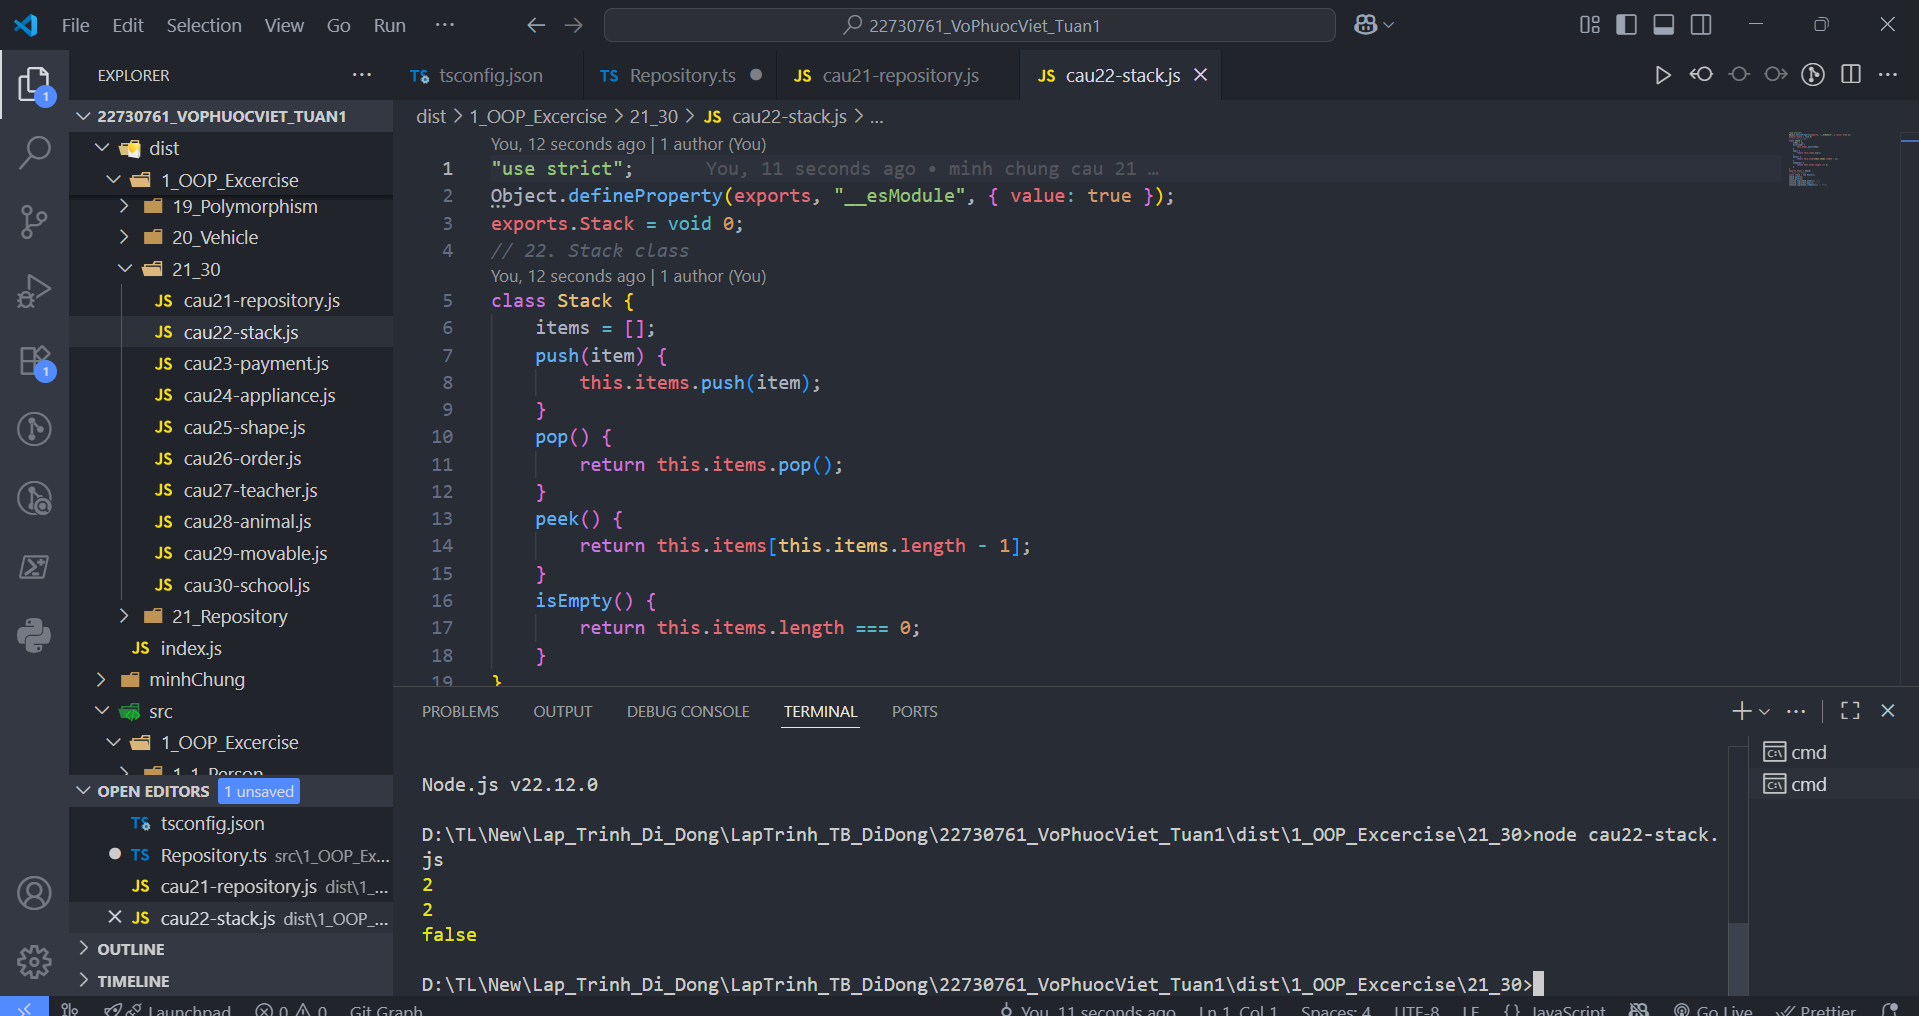 File Edit Selection View Go Run ···
22730761_VoPhuocViet_Tuan1
EXPLORER ···
22730761_VOPHUOCVIET_TUAN1
dist
1_OOP_Excercise
19_Polymorphism
20_Vehicle
21_30
JS cau21-repository.js
JS cau22-stack.js
JS cau23-payment.js
JS cau24-appliance.js
JS cau25-shape.js
JS cau26-order.js
JS cau27-teacher.js
JS cau28-animal.js
JS cau29-movable.js
JS cau30-school.js
21_Repository
JS index.js
minhChung
src
1_OOP_Excercise
1_1_Person
OPEN EDITORS 1 unsaved
TS tsconfig.json
TS Repository.ts src\1_OOP_Ex...
JS cau21-repository.js dist\1_...
JS cau22-stack.js dist\1_OOP_...
OUTLINE
TIMELINE
1
1
TS tsconfig.json
TS Repository.ts
JS cau21-repository.js
JS cau22-stack.js
dist > 1_OOP_Excercise > 21_30 > JS cau22-stack.js > ...
You, 12 seconds ago | 1 author (You)
1 "use strict"; You, 11 seconds ago • minh chung cau 21 …
2 Object.defineProperty(exports, "__esModule", { value: true });
3 exports.Stack = void 0;
4 // 22. Stack class
You, 12 seconds ago | 1 author (You)
5 class Stack {
6 items = [];
7 push(item) {
8 this.items.push(item);
9 }
10 pop() {
11 return this.items.pop();
12 }
13 peek() {
14 return this.items[this.items.length - 1];
15 }
16 isEmpty() {
17 return this.items.length === 0;
18 }
19 }
PROBLEMS OUTPUT DEBUG CONSOLE TERMINAL PORTS
Node.js v22.12.0
D:\TL\New\Lap_Trinh_Di_Dong\LapTrinh_TB_DiDong\22730761_VoPhuocViet_Tuan1\dist\1_OOP_Excercise\21_30>node cau22-stack.
js
2
2
false
D:\TL\New\Lap_Trinh_Di_Dong\LapTrinh_TB_DiDong\22730761_VoPhuocViet_Tuan1\dist\1_OOP_Excercise\21_30>
cmd
cmd
Launchpad 0 0 Git Graph You, 11 seconds ago Ln 1, Col 1 Spaces: 4 UTF-8 LF {} JavaScript Go Live Prettier